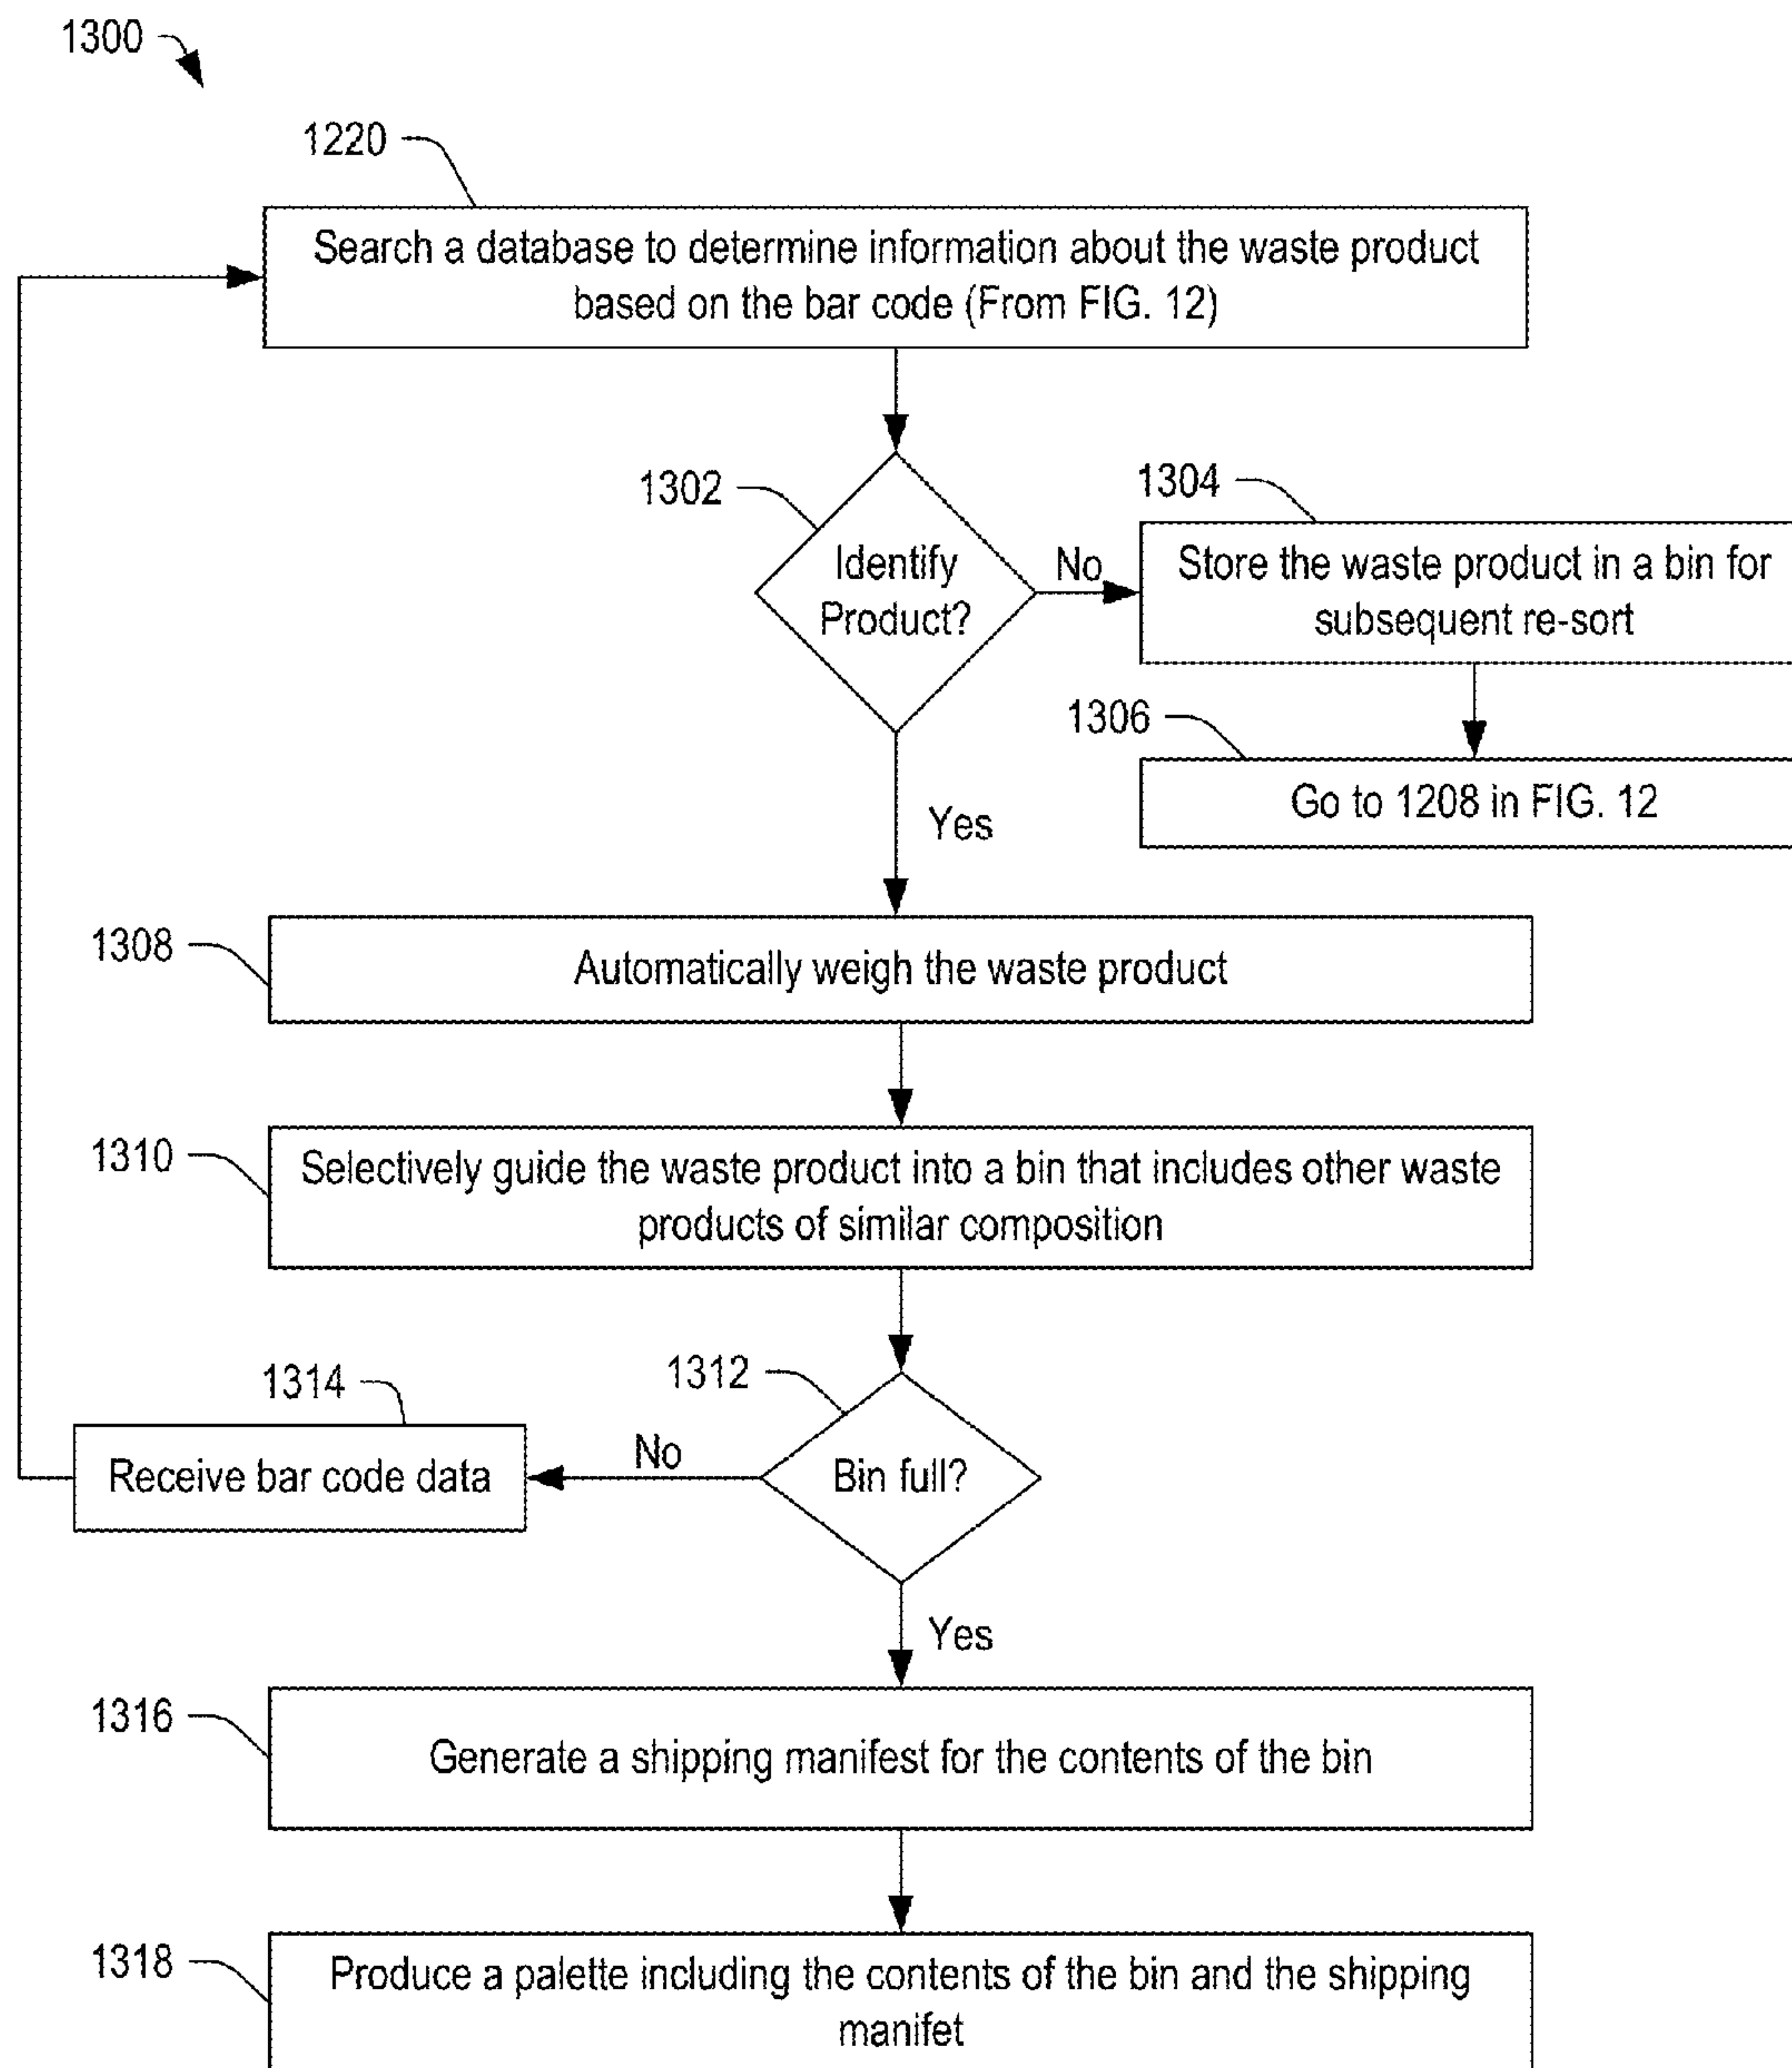 1300
1220
Search a database to determine information about the waste product
based on the bar code (From FIG. 12)
1302
Identify
Product?
No
1304
Store the waste product in a bin for
subsequent re-sort
1306
Go to 1208 in FIG. 12
Yes
1308
Automatically weigh the waste product
1310
Selectively guide the waste product into a bin that includes other waste
products of similar composition
1312
Bin full?
No
1314
Receive bar code data
Yes
1316
Generate a shipping manifest for the contents of the bin
1318
Produce a palette including the contents of the bin and the shipping
manifet